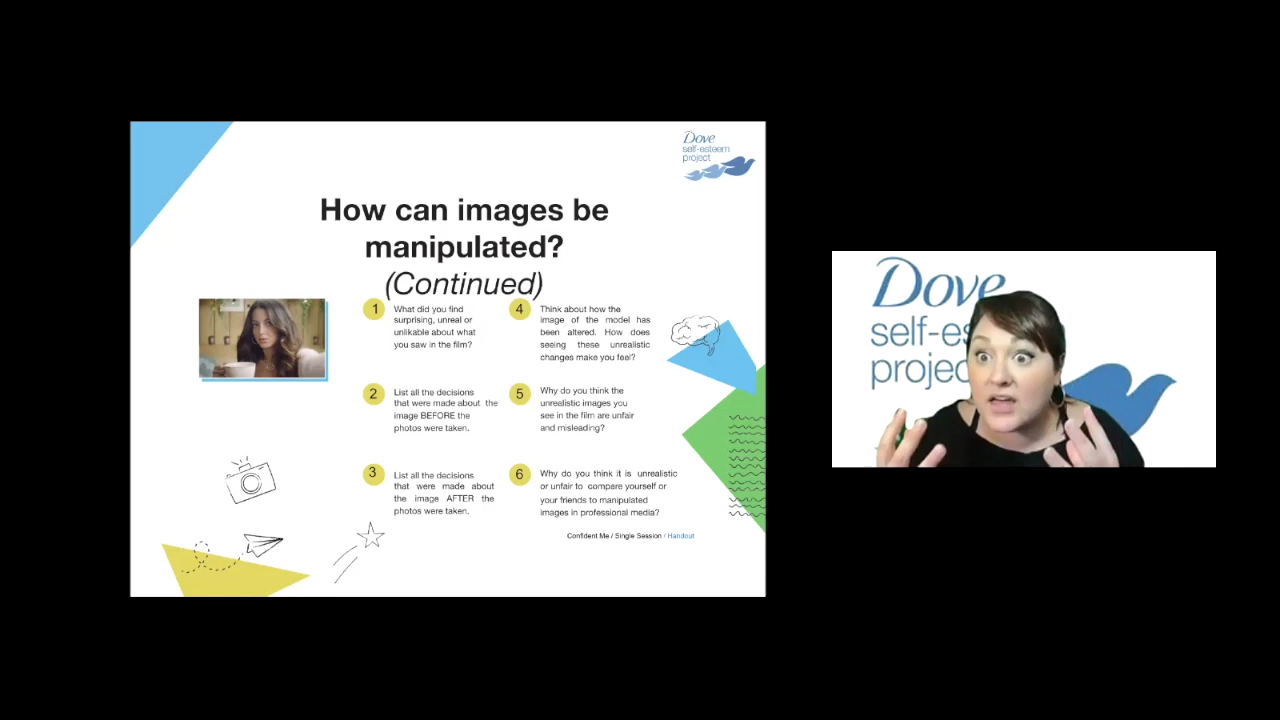 Dove
self-esteem
project
How can images be
manipulated?
(Continued)
1
What did you find
surprising, unreal or
unlikable about what
you saw in the film?
2
List all the decisions
that were made about the
image BEFORE the
photos were taken.
3
List all the decisions
that were made about
the image AFTER the
photos were taken.
4
Think about how the
image of the model has
been altered. How does
seeing these unrealistic
changes make you feel?
5
Why do you think the
unrealistic images you
see in the film are unfair
and misleading?
6
Why do you think it is unrealistic
or unfair to compare yourself or
your friends to manipulated
images in professional media?
Confident Me / Single Session / Handout
Dove
self-es
projec